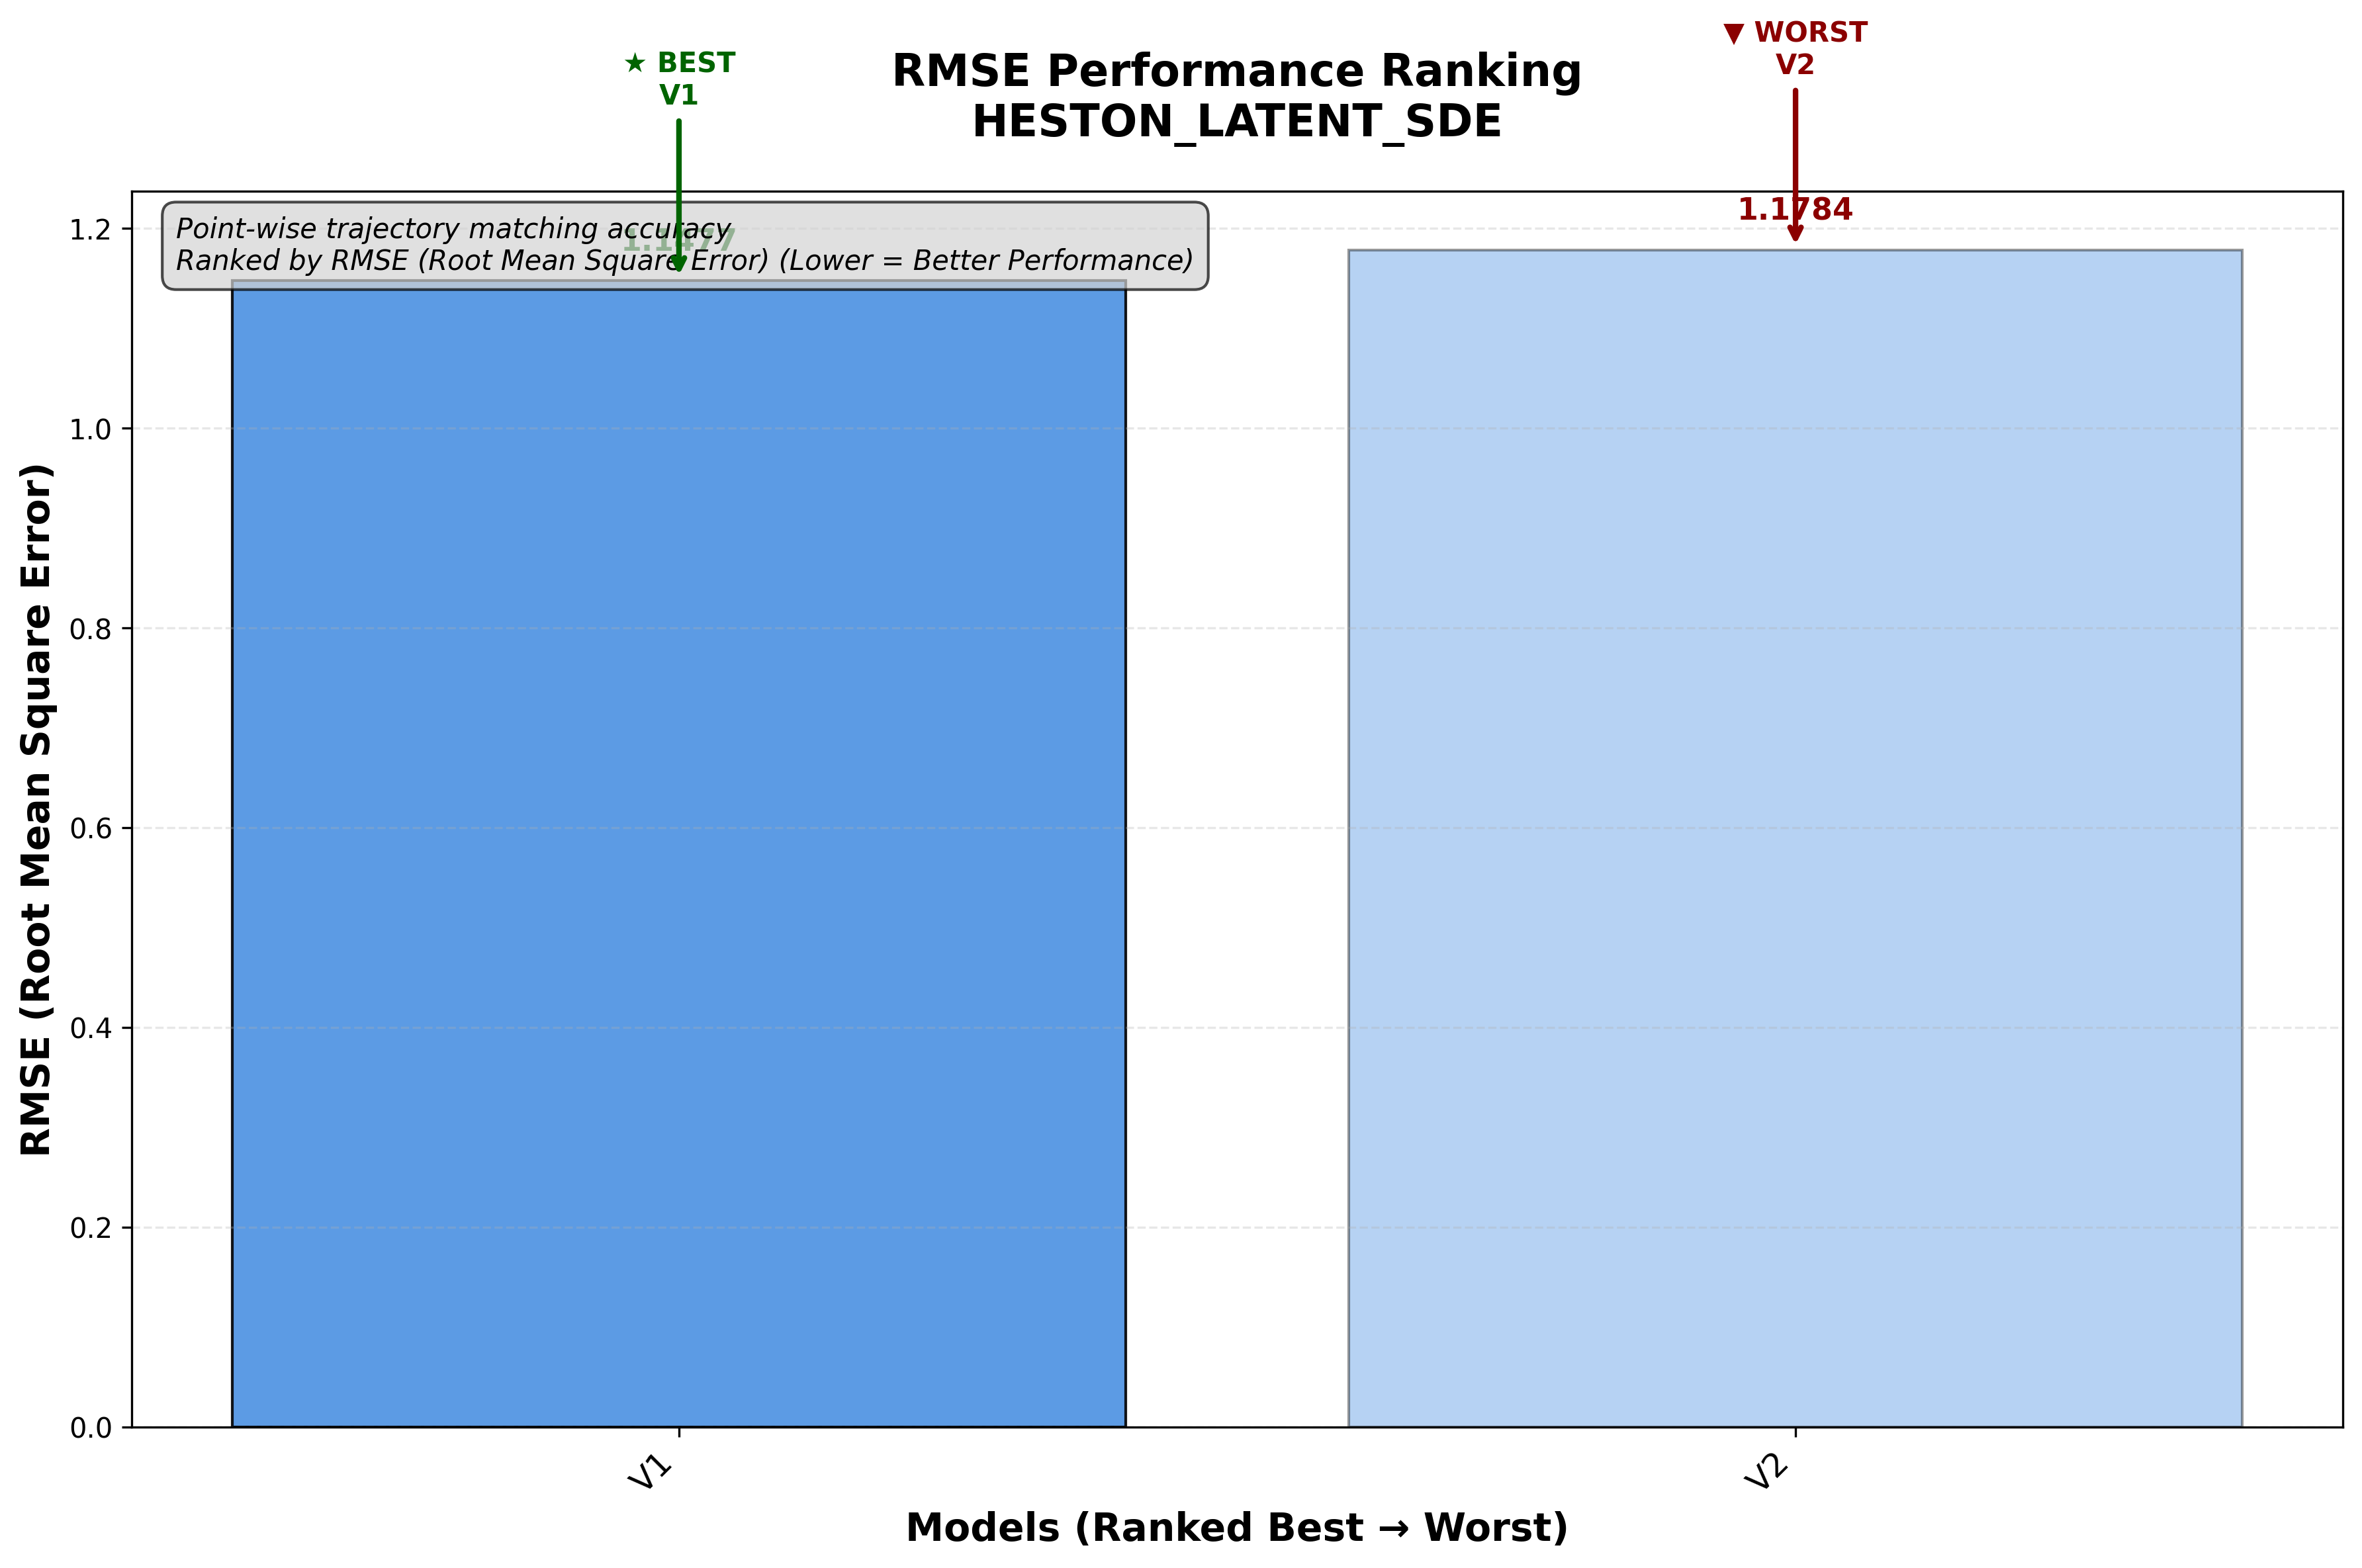 ★ BEST
V1
▼ WORST
V2
RMSE Performance Ranking
HESTON_LATENT_SDE
Point-wise trajectory matching accuracy
Ranked by RMSE (Root Mean Square Error) (Lower = Better Performance)
1.1477
1.1784
RMSE (Root Mean Square Error)
1.2
1.0
0.8
0.6
0.4
0.2
0.0
V1
V2
Models (Ranked Best → Worst)